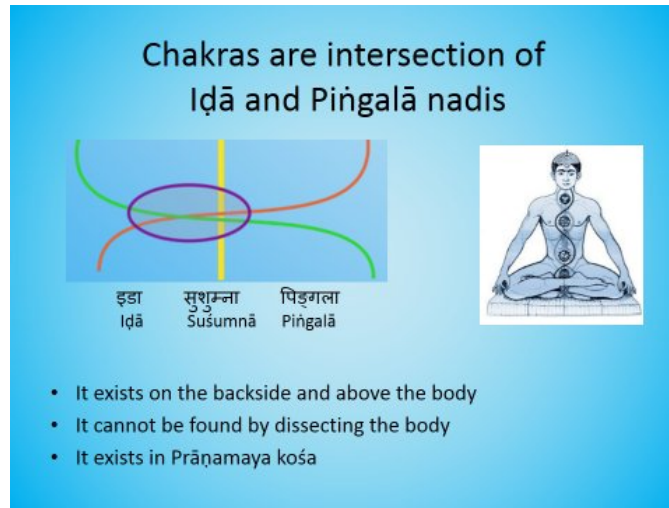 Chakras are intersection of
Iḍā and Piṅgalā nadis
इडा सुशुम्ना पिङ्गला
Iḍā Suśumnā Piṅgalā
• It exists on the backside and above the body
• It cannot be found by dissecting the body
• It exists in Prāṇamaya kośa